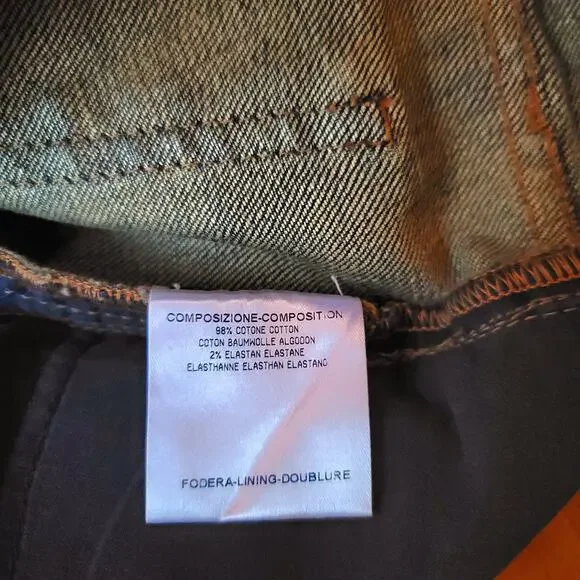 COMPOSIZIONE-COMPOSITION
98% COTONE COTTON
COTON BAUMWOLLE ALGODON
2% ELASTAN ELASTANE
ELASTHANNE ELASTHAN ELASTANO
FODERA-LINING-DOUBLURE